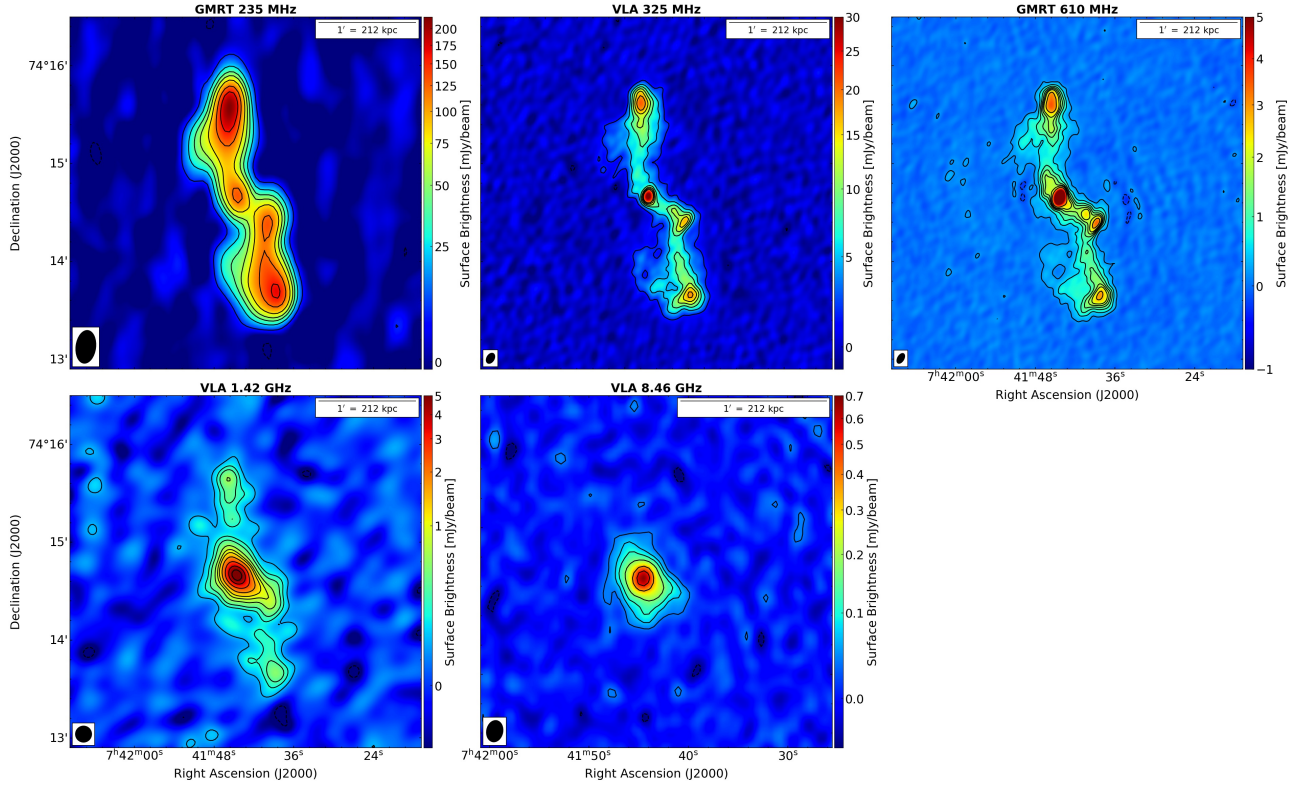 GMRT 235 MHz
1′ = 212 kpc
74°16'
15'
14'
13'
Declination (J2000)
200
175
150
125
100
75
50
25
0
Surface Brightness [mJy/beam]
VLA 325 MHz
1′ = 212 kpc
30
25
20
15
10
5
0
Surface Brightness [mJy/beam]
GMRT 610 MHz
1′ = 212 kpc
5
4
3
2
1
0
−1
Surface Brightness [mJy/beam]
7ʰ42ᵐ00ˢ 41ᵐ48ˢ 36ˢ 24ˢ
Right Ascension (J2000)
VLA 1.42 GHz
1′ = 212 kpc
74°16'
15'
14'
13'
Declination (J2000)
5
4
3
2
1
0
Surface Brightness [mJy/beam]
7ʰ42ᵐ00ˢ 41ᵐ48ˢ 36ˢ 24ˢ
Right Ascension (J2000)
VLA 8.46 GHz
1′ = 212 kpc
0.7
0.6
0.5
0.4
0.3
0.2
0.1
0.0
Surface Brightness [mJy/beam]
7ʰ42ᵐ00ˢ 41ᵐ50ˢ 40ˢ 30ˢ
Right Ascension (J2000)